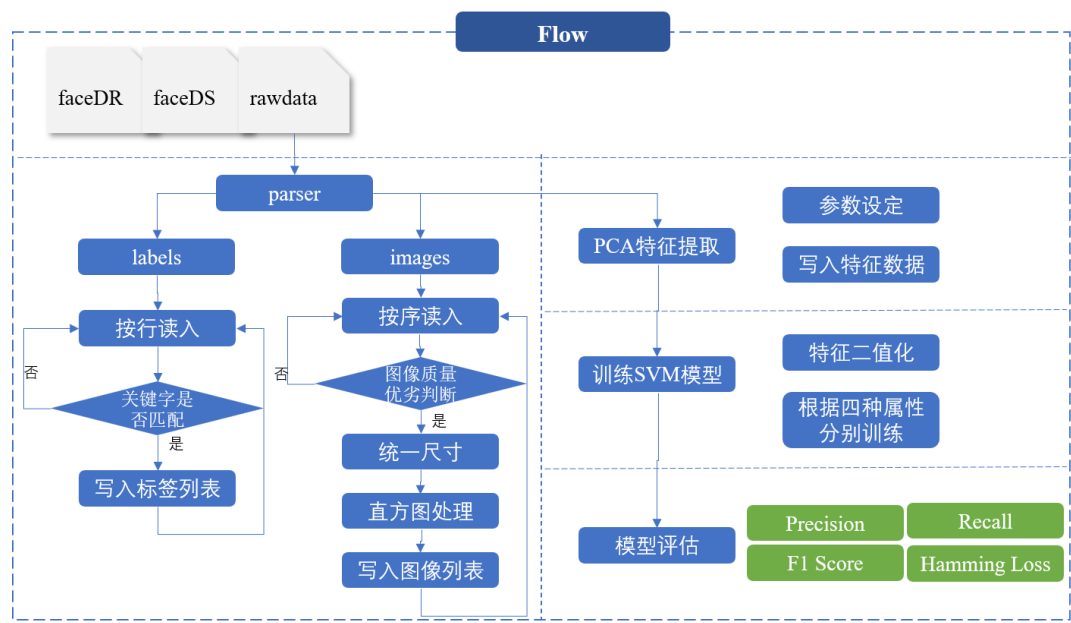 Flow
faceDR
faceDS
rawdata
parser
labels
按行读入
否
关键字是
否匹配
是
写入标签列表
images
按序读入
否
图像质量
优劣判断
是
统一尺寸
直方图处理
写入图像列表
PCA特征提取
参数设定
写入特征数据
训练SVM模型
特征二值化
根据四种属性
分别训练
模型评估
Precision
Recall
F1 Score
Hamming Loss